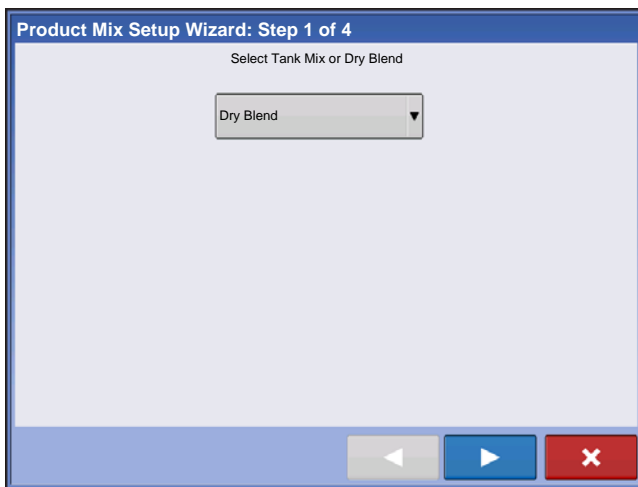 Product Mix Setup Wizard: Step 1 of 4
Select Tank Mix or Dry Blend
Dry Blend